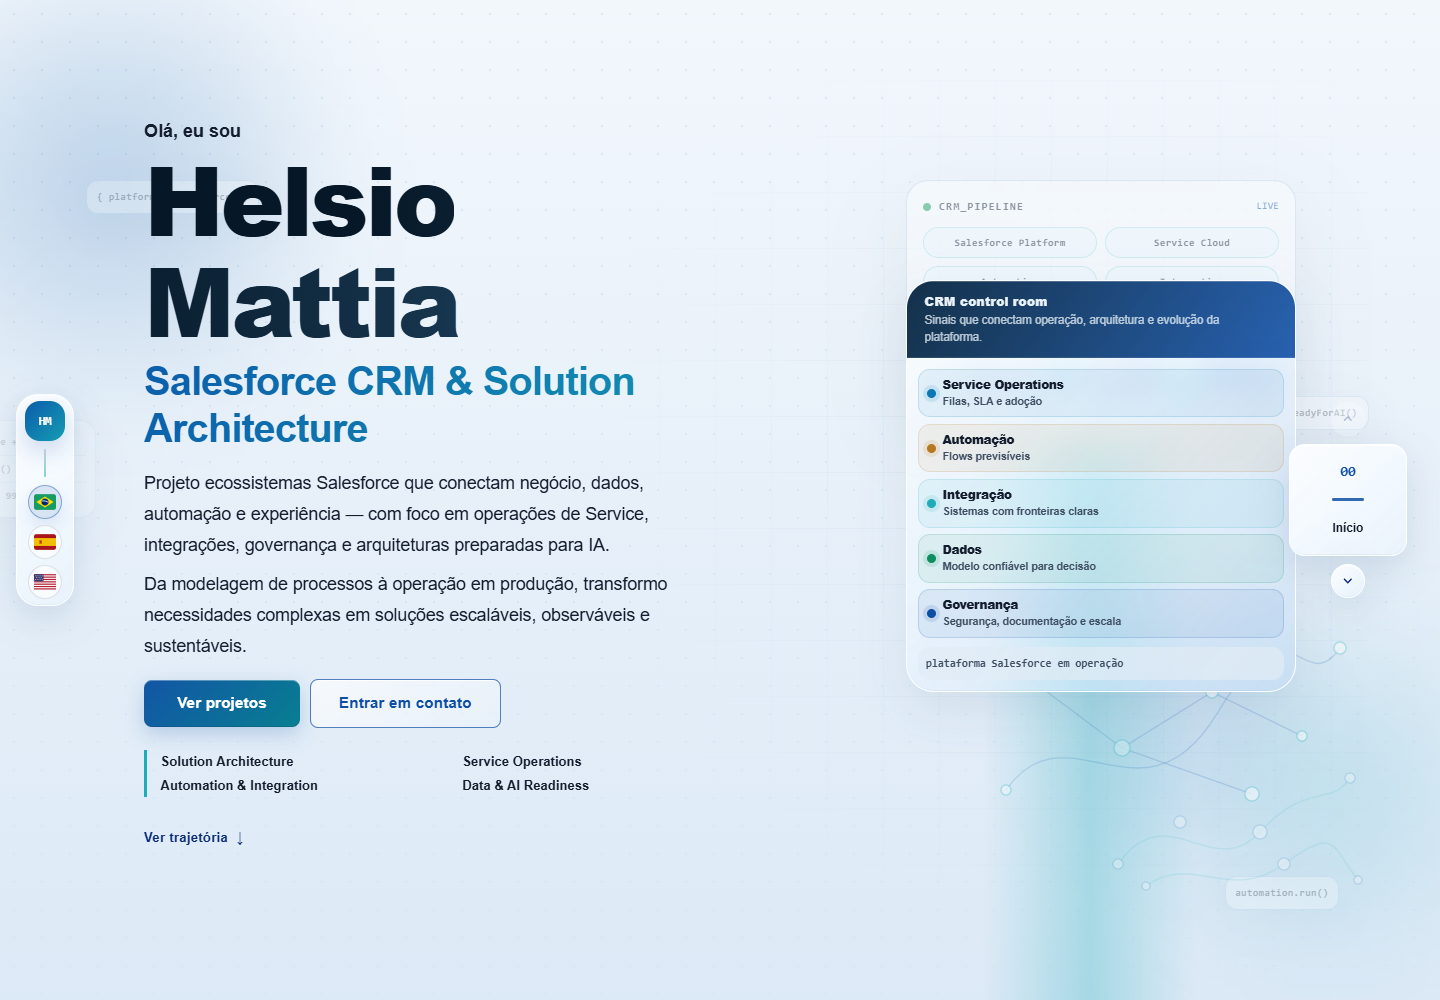 Olá, eu sou
Helsio
Mattia
Salesforce CRM & Solution
Architecture
Projeto ecossistemas Salesforce que conectam negócio, dados,
automação e experiência — com foco em operações de Service,
integrações, governança e arquiteturas preparadas para IA.
Da modelagem de processos à operação em produção, transformo
necessidades complexas em soluções escaláveis, observáveis e
sustentáveis.
Ver projetos
Entrar em contato
Solution Architecture
Service Operations
Automation & Integration
Data & AI Readiness
Ver trajetória ↓
HM
CRM_PIPELINE
LIVE
Salesforce Platform
Service Cloud
CRM control room
Sinais que conectam operação, arquitetura e evolução da
plataforma.
Service Operations
Filas, SLA e adoção
Automação
Flows previsíveis
Integração
Sistemas com fronteiras claras
Dados
Modelo confiável para decisão
Governança
Segurança, documentação e escala
plataforma Salesforce em operação
00
Início
automation.run()